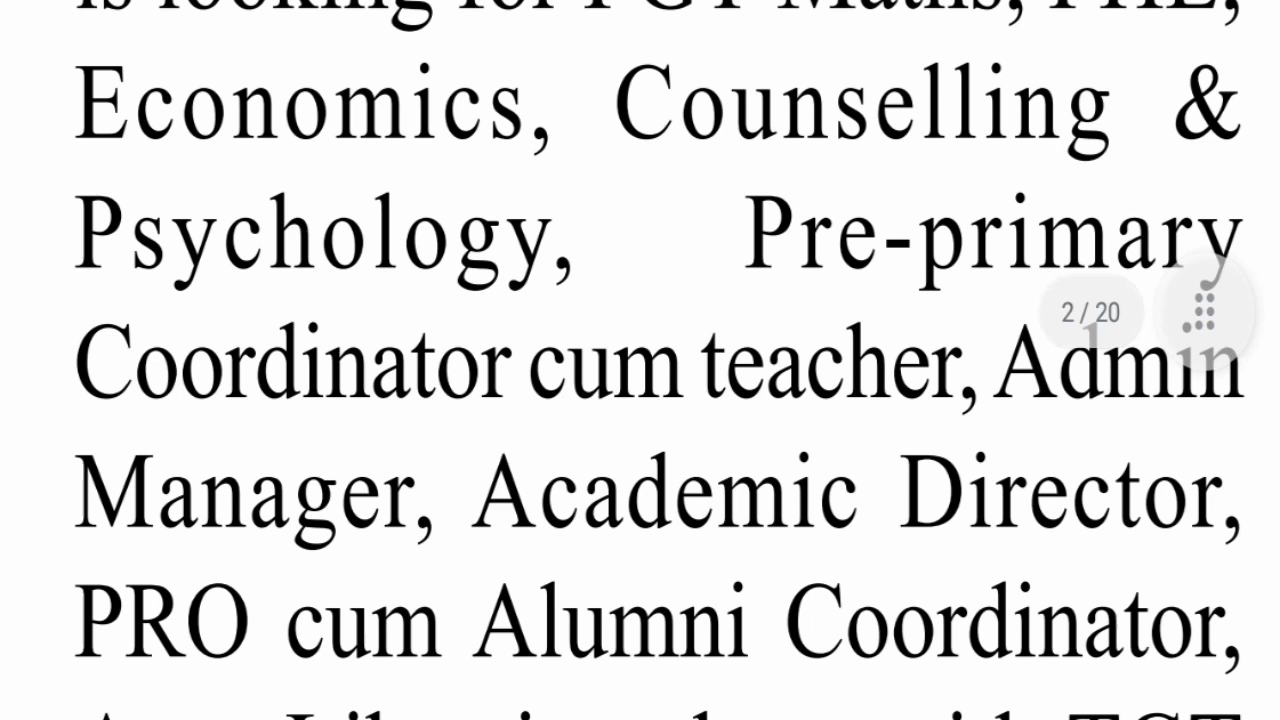 is looking for PGT Maths, PHE,
Economics, Counselling &
Psychology, Pre-primary
2 / 20
Coordinator cum teacher, Admin
Manager, Academic Director,
PRO cum Alumni Coordinator,